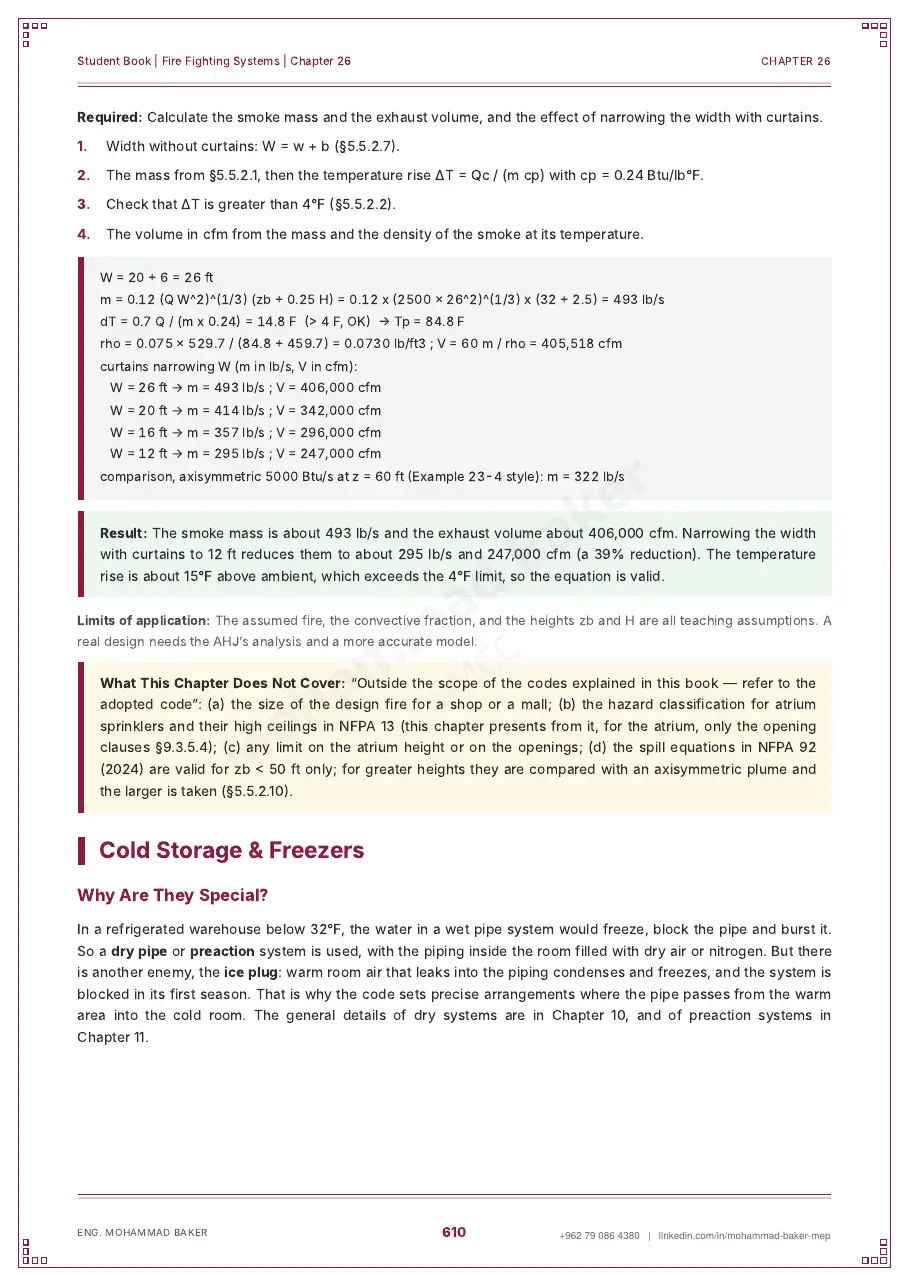 Student Book | Fire Fighting Systems | Chapter 26
CHAPTER 26
Required: Calculate the smoke mass and the exhaust volume, and the effect of narrowing the width with curtains.
1. Width without curtains: W = w + b (§5.5.2.7).
2. The mass from §5.5.2.1, then the temperature rise ΔT = Qc / (m cp) with cp = 0.24 Btu/lb°F.
3. Check that ΔT is greater than 4°F (§5.5.2.2).
4. The volume in cfm from the mass and the density of the smoke at its temperature.
W = 20 + 6 = 26 ft
m = 0.12 (Q W^2)^(1/3) (zb + 0.25 H) = 0.12 x (2500 × 26^2)^(1/3) x (32 + 2.5) = 493 lb/s
dT = 0.7 Q / (m x 0.24) = 14.8 F (> 4 F, OK) → Tp = 84.8 F
rho = 0.075 × 529.7 / (84.8 + 459.7) = 0.0730 lb/ft3 ; V = 60 m / rho = 405,518 cfm
curtains narrowing W (m in lb/s, V in cfm):
W = 26 ft → m = 493 lb/s ; V = 406,000 cfm
W = 20 ft → m = 414 lb/s ; V = 342,000 cfm
W = 16 ft → m = 357 lb/s ; V = 296,000 cfm
W = 12 ft → m = 295 lb/s ; V = 247,000 cfm
comparison, axisymmetric 5000 Btu/s at z = 60 ft (Example 23-4 style): m = 322 lb/s
Result: The smoke mass is about 493 lb/s and the exhaust volume about 406,000 cfm. Narrowing the width
with curtains to 12 ft reduces them to about 295 lb/s and 247,000 cfm (a 39% reduction). The temperature
rise is about 15°F above ambient, which exceeds the 4°F limit, so the equation is valid.
Limits of application: The assumed fire, the convective fraction, and the heights zb and H are all teaching assumptions. A
real design needs the AHJ's analysis and a more accurate model.
What This Chapter Does Not Cover: “Outside the scope of the codes explained in this book — refer to the
adopted code”: (a) the size of the design fire for a shop or a mall; (b) the hazard classification for atrium
sprinklers and their high ceilings in NFPA 13 (this chapter presents from it, for the atrium, only the opening
clauses §9.3.5.4); (c) any limit on the atrium height or on the openings; (d) the spill equations in NFPA 92
(2024) are valid for zb < 50 ft only; for greater heights they are compared with an axisymmetric plume and
the larger is taken (§5.5.2.10).
Cold Storage & Freezers
Why Are They Special?
In a refrigerated warehouse below 32°F, the water in a wet pipe system would freeze, block the pipe and burst it.
So a dry pipe or preaction system is used, with the piping inside the room filled with dry air or nitrogen. But there
is another enemy, the ice plug: warm room air that leaks into the piping condenses and freezes, and the system is
blocked in its first season. That is why the code sets precise arrangements where the pipe passes from the warm
area into the cold room. The general details of dry systems are in Chapter 10, and of preaction systems in
Chapter 11.
ENG. MOHAMMAD BAKER
610
+962 79 086 4380 | linkedin.com/in/mohammad-baker-mep